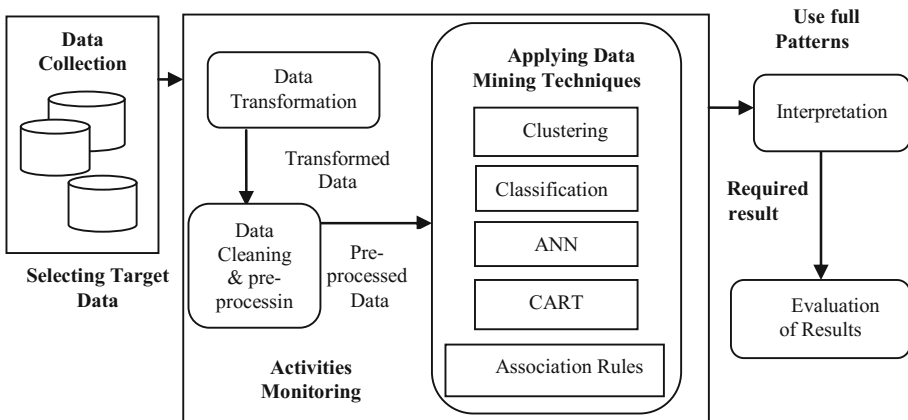 Data
Collection
Selecting Target
Data
Data
Transformation
Transformed
Data
Data
Cleaning
& pre-
processin
Pre-
processed
Data
Activities
Monitoring
Applying Data
Mining Techniques
Clustering
Classification
ANN
CART
Association Rules
Use full
Patterns
Interpretation
Required
result
Evaluation
of Results